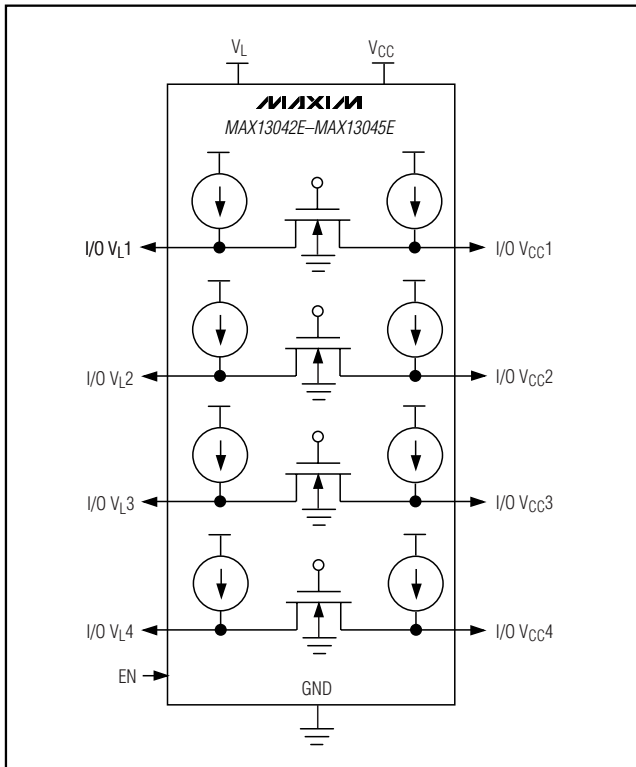 VL VCC
MAXIM
MAX13042E–MAX13045E
I/O VL1 I/O VCC1
I/O VL2 I/O VCC2
I/O VL3 I/O VCC3
I/O VL4 I/O VCC4
EN
GND